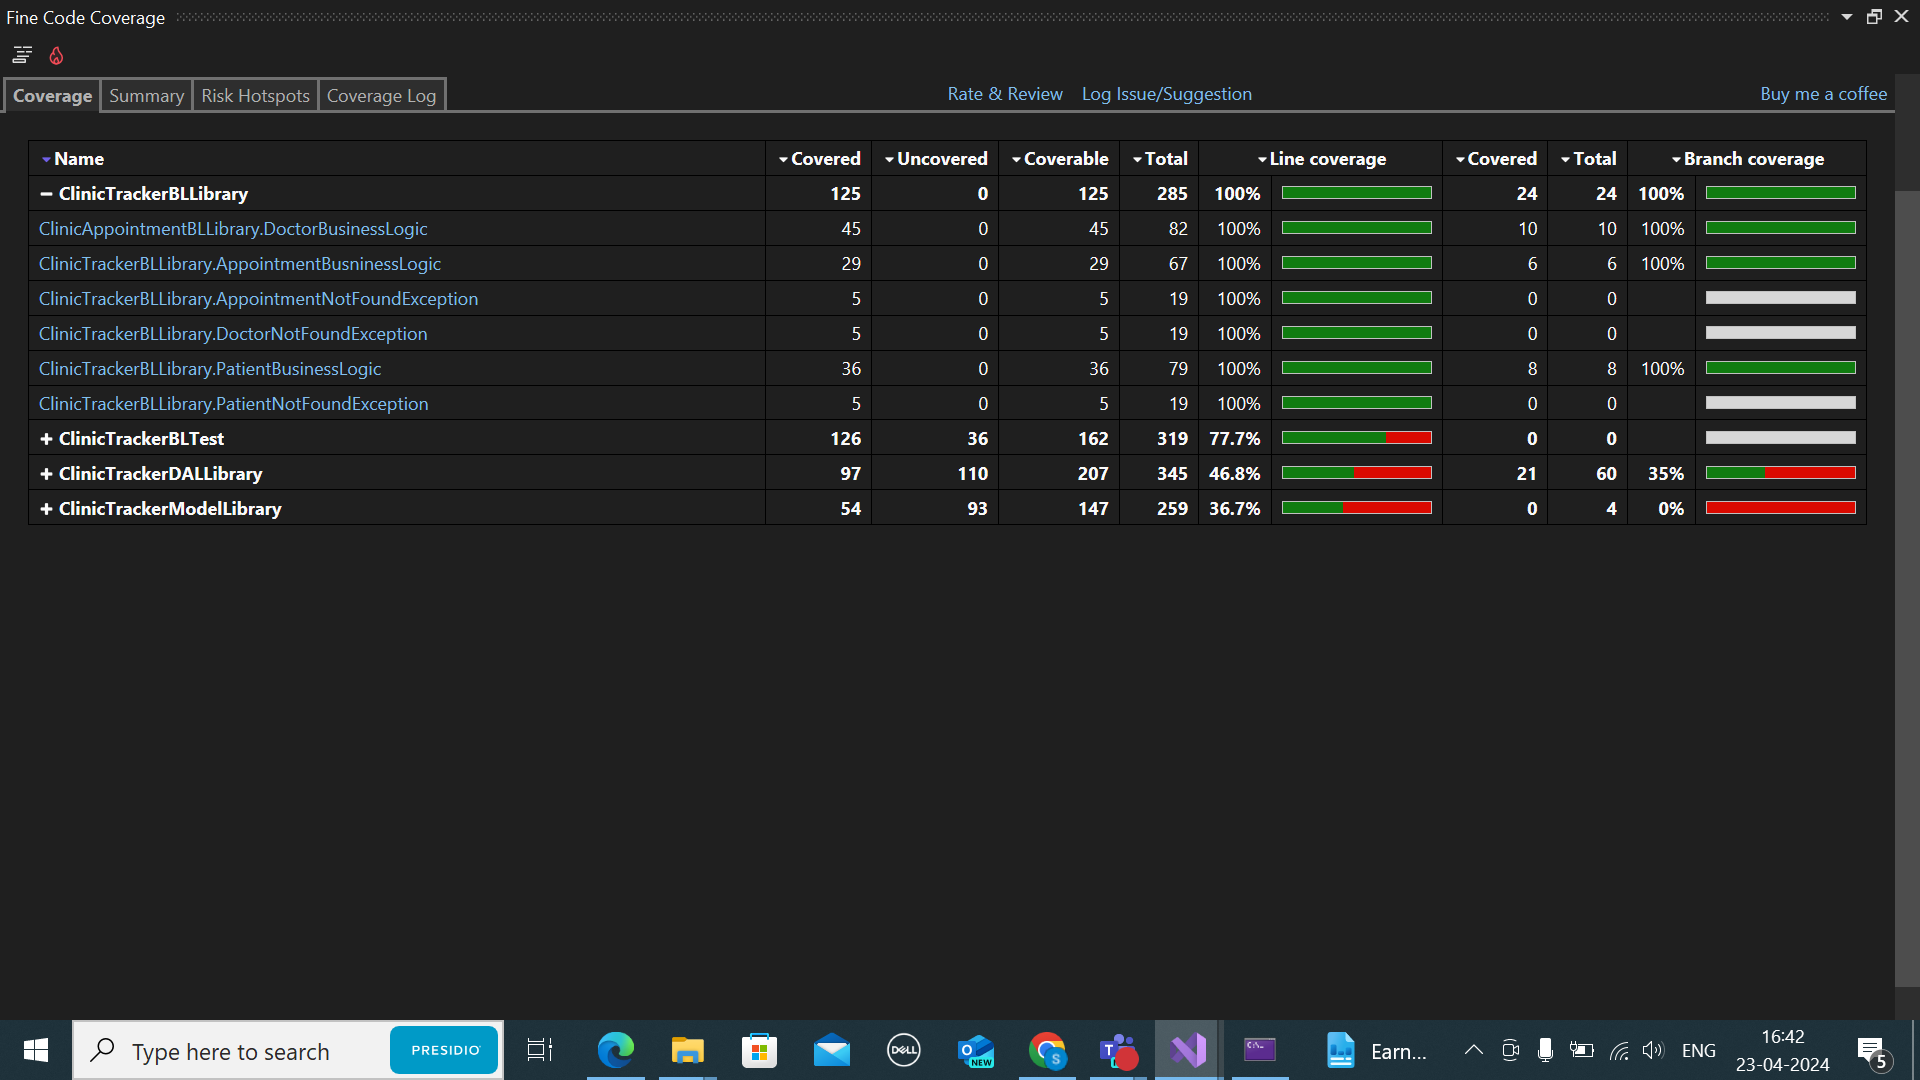 Fine Code Coverage
Coverage Summary Risk Hotspots Coverage Log Rate & Review Log Issue/Suggestion Buy me a coffee
Name Covered Uncovered Coverable Total Line coverage Covered Total Branch coverage
ClinicTrackerBLLibrary 125 0 125 285 100% 24 24 100%
ClinicAppointmentBLLibrary.DoctorBusinessLogic 45 0 45 82 100% 10 10 100%
ClinicTrackerBLLibrary.AppointmentBusninessLogic 29 0 29 67 100% 6 6 100%
ClinicTrackerBLLibrary.AppointmentNotFoundException 5 0 5 19 100% 0 0
ClinicTrackerBLLibrary.DoctorNotFoundException 5 0 5 19 100% 0 0
ClinicTrackerBLLibrary.PatientBusinessLogic 36 0 36 79 100% 8 8 100%
ClinicTrackerBLLibrary.PatientNotFoundException 5 0 5 19 100% 0 0
ClinicTrackerBLTest 126 36 162 319 77.7% 0 0
ClinicTrackerDALLibrary 97 110 207 345 46.8% 21 60 35%
ClinicTrackerModelLibrary 54 93 147 259 36.7% 0 4 0%
Type here to search PRESIDIO DELL NEW S Earn... ENG 16:42
23-04-2024 5